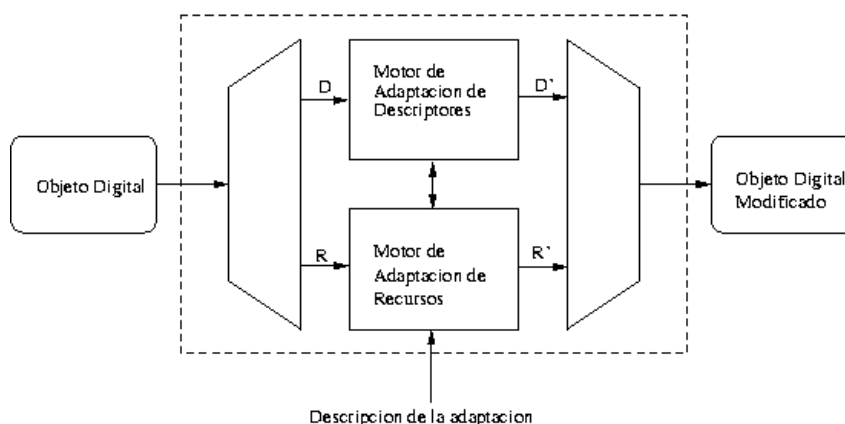 Objeto Digital
D
Motor de
Adaptacion de
Descriptores
D'
R
Motor de
Adaptacion de
Recursos
R'
Objeto Digital
Modificado
Descripcion de la adaptacion